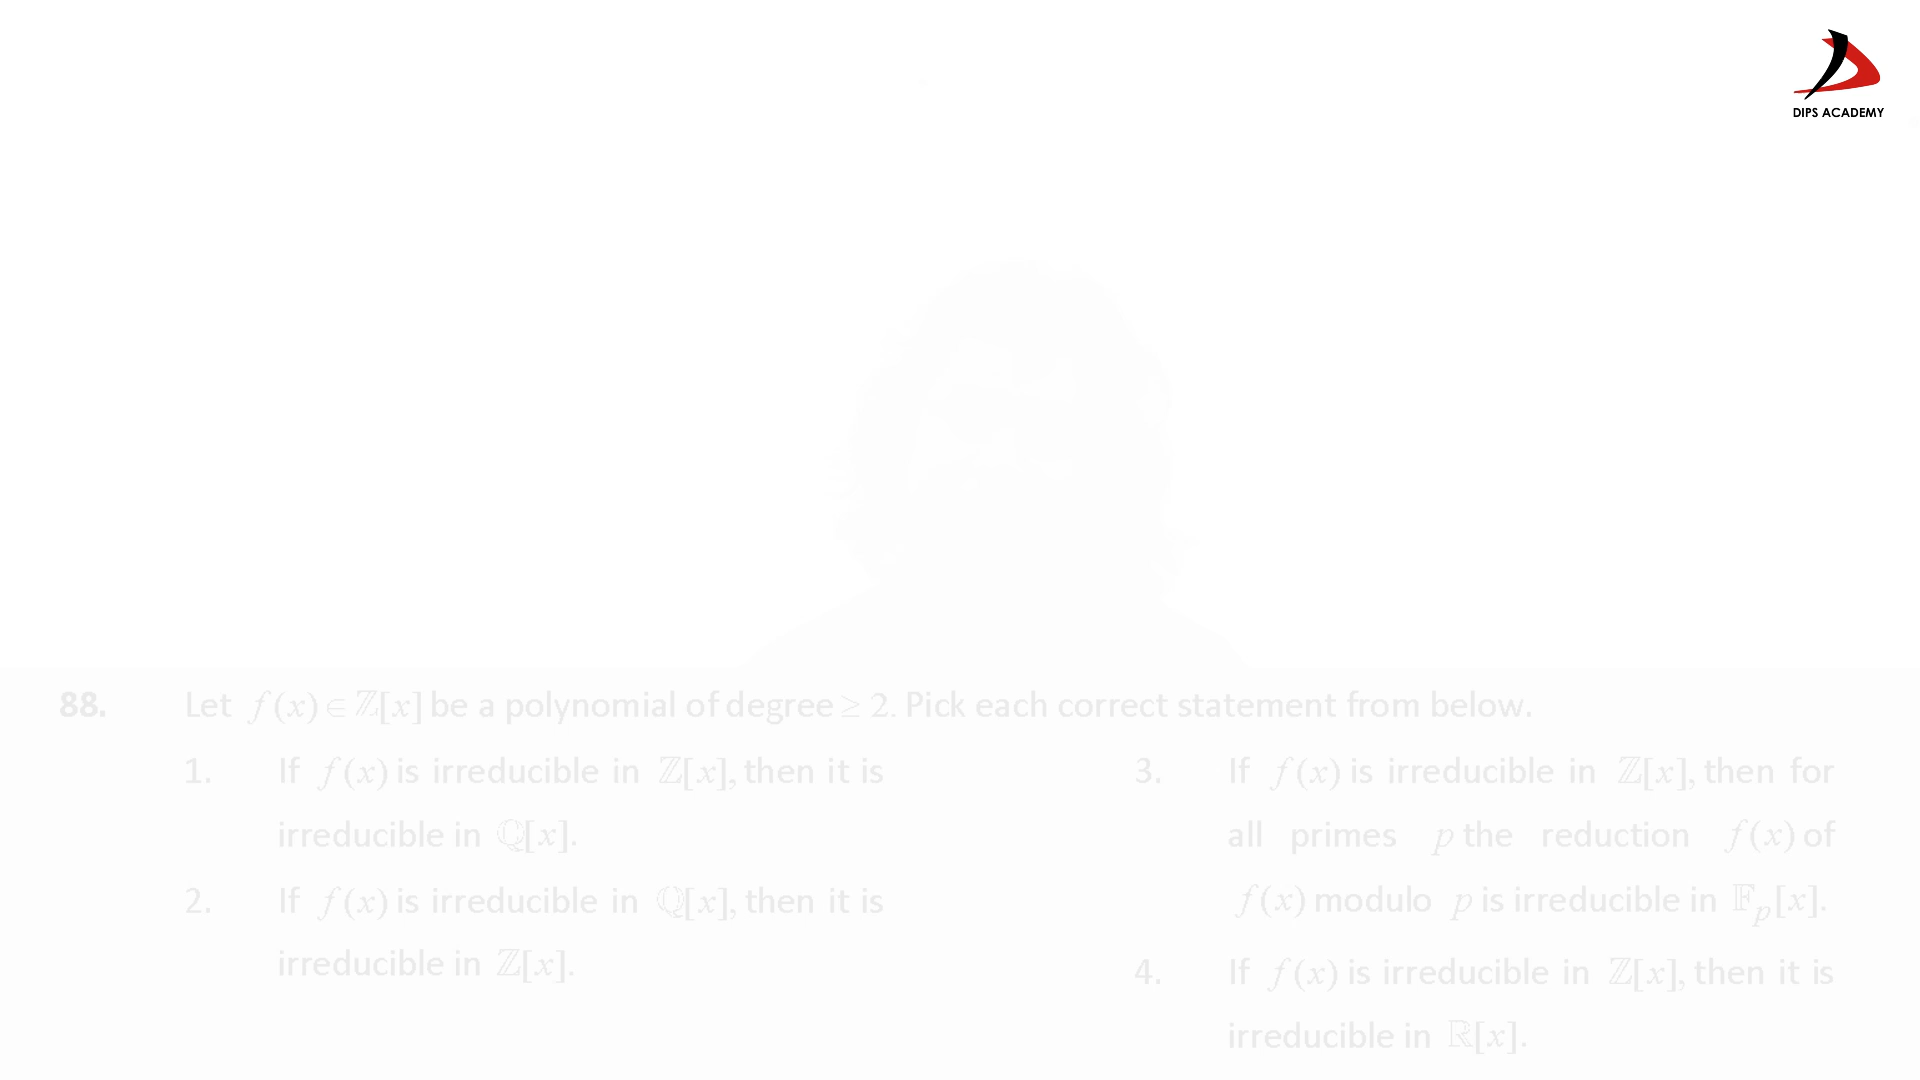 DIPS ACADEMY
88. Let f(x) ∈ ℤ[x] be a polynomial of degree ≥ 2. Pick each correct statement from below.
1. If f(x) is irreducible in ℤ[x], then it is
irreducible in ℚ[x].
2. If f(x) is irreducible in ℚ[x], then it is
irreducible in ℤ[x].
3. If f(x) is irreducible in ℤ[x], then for
all primes p the reduction f(x) of
f(x) modulo p is irreducible in 𝔽ₚ[x].
4. If f(x) is irreducible in ℤ[x], then it is
irreducible in ℝ[x].